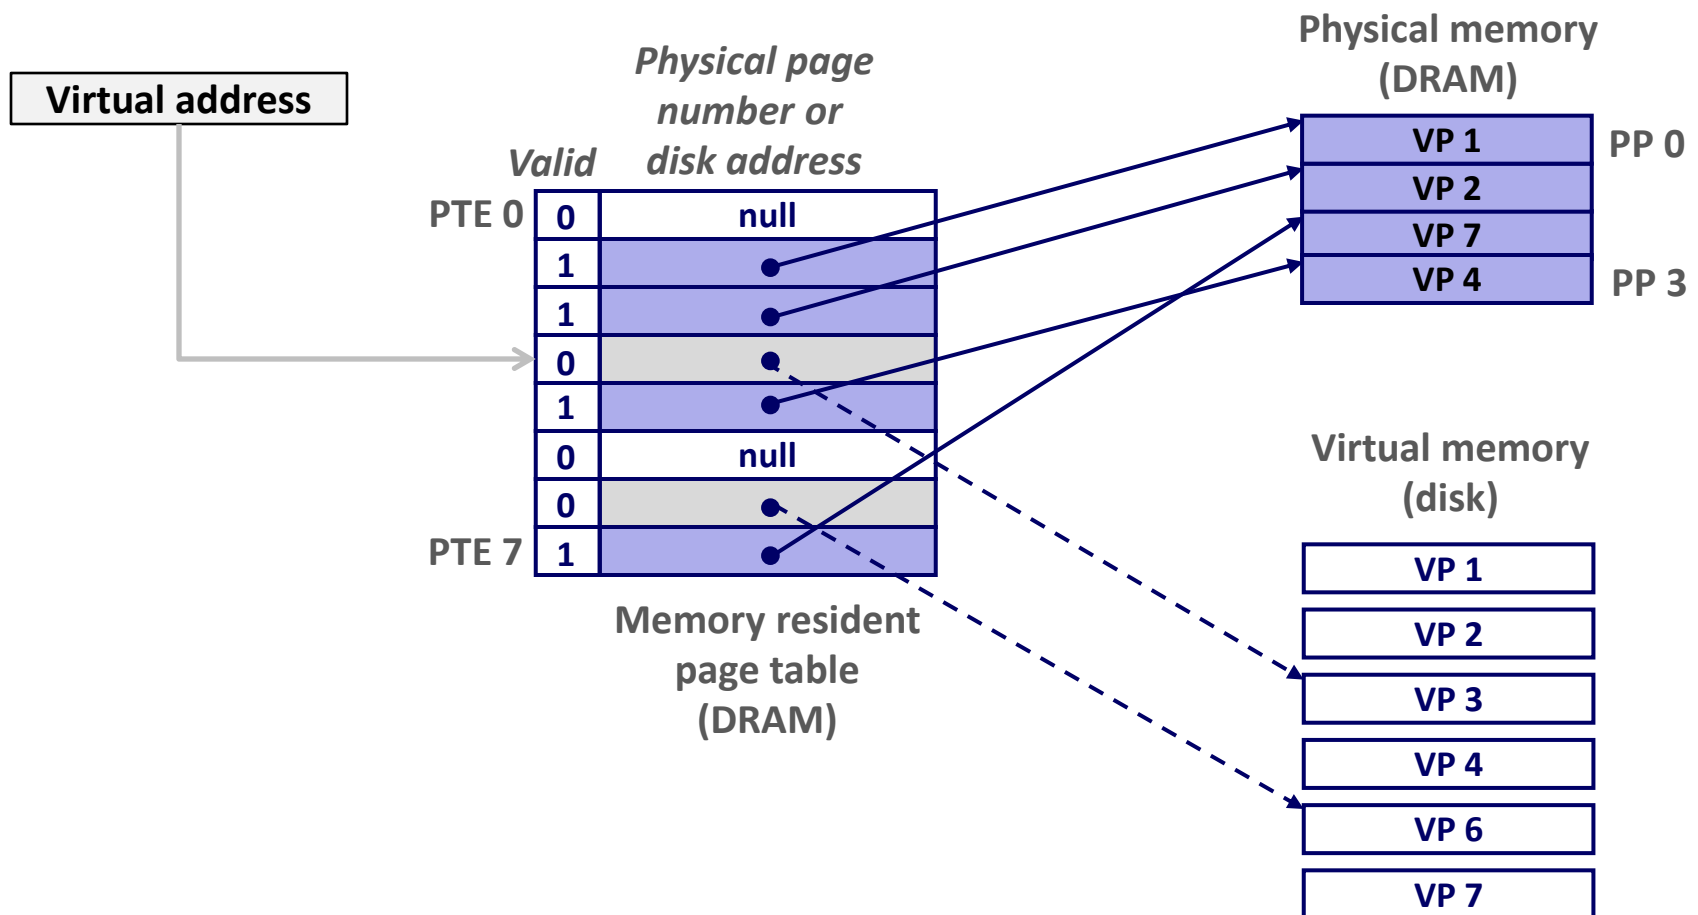 Virtual address
Physical page
number or
disk address
Valid
PTE 0
0
null
1
1
0
1
0
null
0
PTE 7
1
Memory resident
page table
(DRAM)
Physical memory
(DRAM)
VP 1
PP 0
VP 2
VP 7
VP 4
PP 3
Virtual memory
(disk)
VP 1
VP 2
VP 3
VP 4
VP 6
VP 7